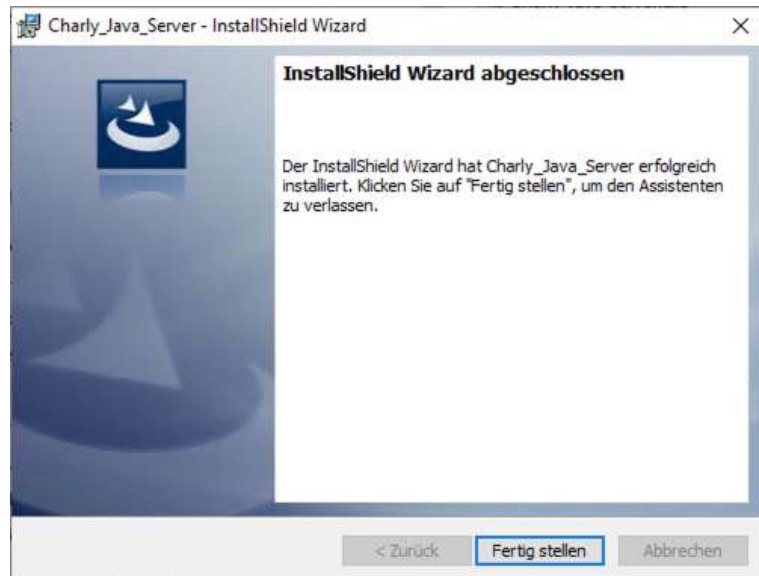 Charly_Java_Server - InstallShield Wizard
InstallShield Wizard abgeschlossen
Der InstallShield Wizard hat Charly_Java_Server erfolgreich
installiert. Klicken Sie auf "Fertig stellen", um den Assistenten
zu verlassen.
< Zurück
Fertig stellen
Abbrechen